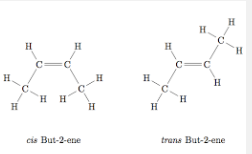 H
H C H
H H H H
C C C C
H C C H H C H
H H H H H H H
cis But-2-ene trans But-2-ene